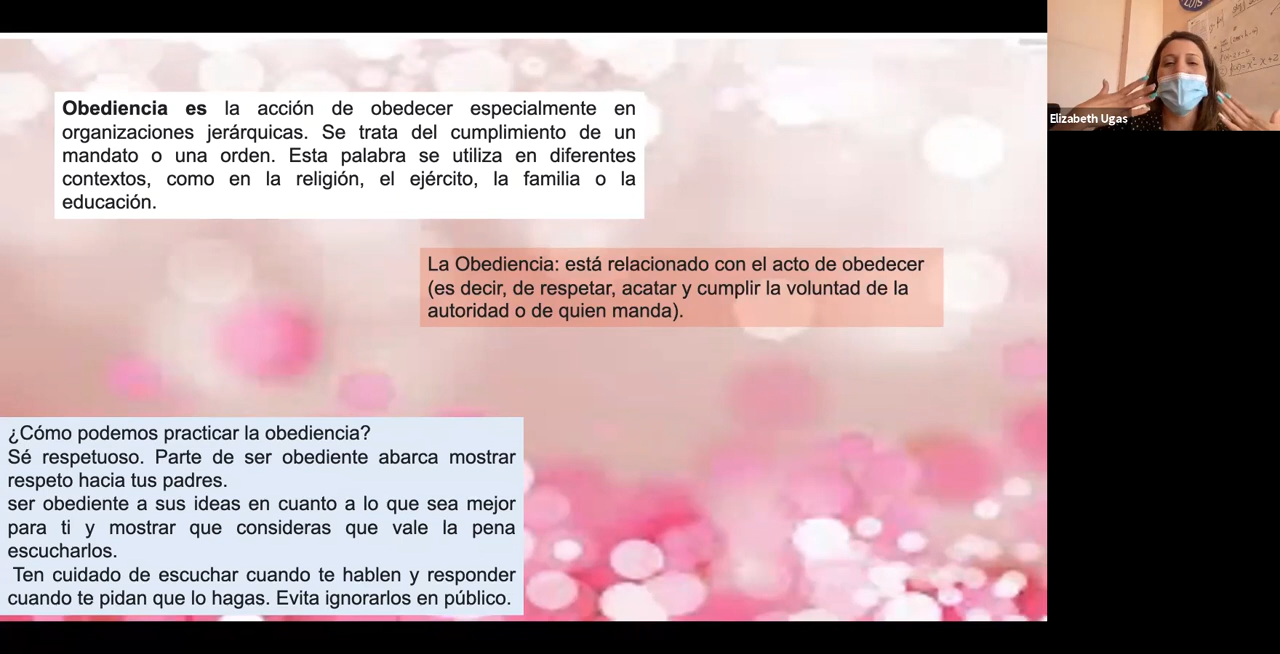 Obediencia es la acción de obedecer especialmente en
organizaciones jerárquicas. Se trata del cumplimiento de un
mandato o una orden. Esta palabra se utiliza en diferentes
contextos, como en la religión, el ejército, la familia o la
educación.
La Obediencia: está relacionado con el acto de obedecer
(es decir, de respetar, acatar y cumplir la voluntad de la
autoridad o de quien manda).
¿Cómo podemos practicar la obediencia?
Sé respetuoso. Parte de ser obediente abarca mostrar
respeto hacia tus padres.
ser obediente a sus ideas en cuanto a lo que sea mejor
para ti y mostrar que consideras que vale la pena
escucharlos.
Ten cuidado de escuchar cuando te hablen y responder
cuando te pidan que lo hagas. Evita ignorarlos en público.
LUIS
Elizabeth Ugas